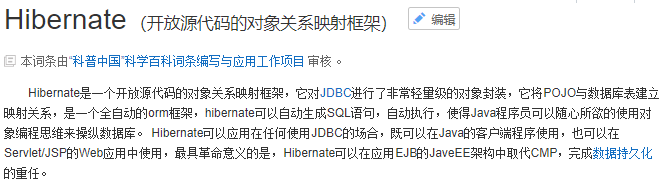 Hibernate （开放源代码的对象关系映射框架） 编辑
本词条由“科普中国”科学百科词条编写与应用工作项目 审核 。
Hibernate是一个开放源代码的对象关系映射框架，它对JDBC进行了非常轻量级的对象封装，它将POJO与数据库表建立
映射关系，是一个全自动的orm框架，hibernate可以自动生成SQL语句，自动执行，使得Java程序员可以随心所欲的使用对
象编程思维来操纵数据库。 Hibernate可以应用在任何使用JDBC的场合，既可以在Java的客户端程序使用，也可以在
Servlet/JSP的Web应用中使用，最具革命意义的是，Hibernate可以在应用EJB的JaveEE架构中取代CMP，完成数据持久化
的重任。